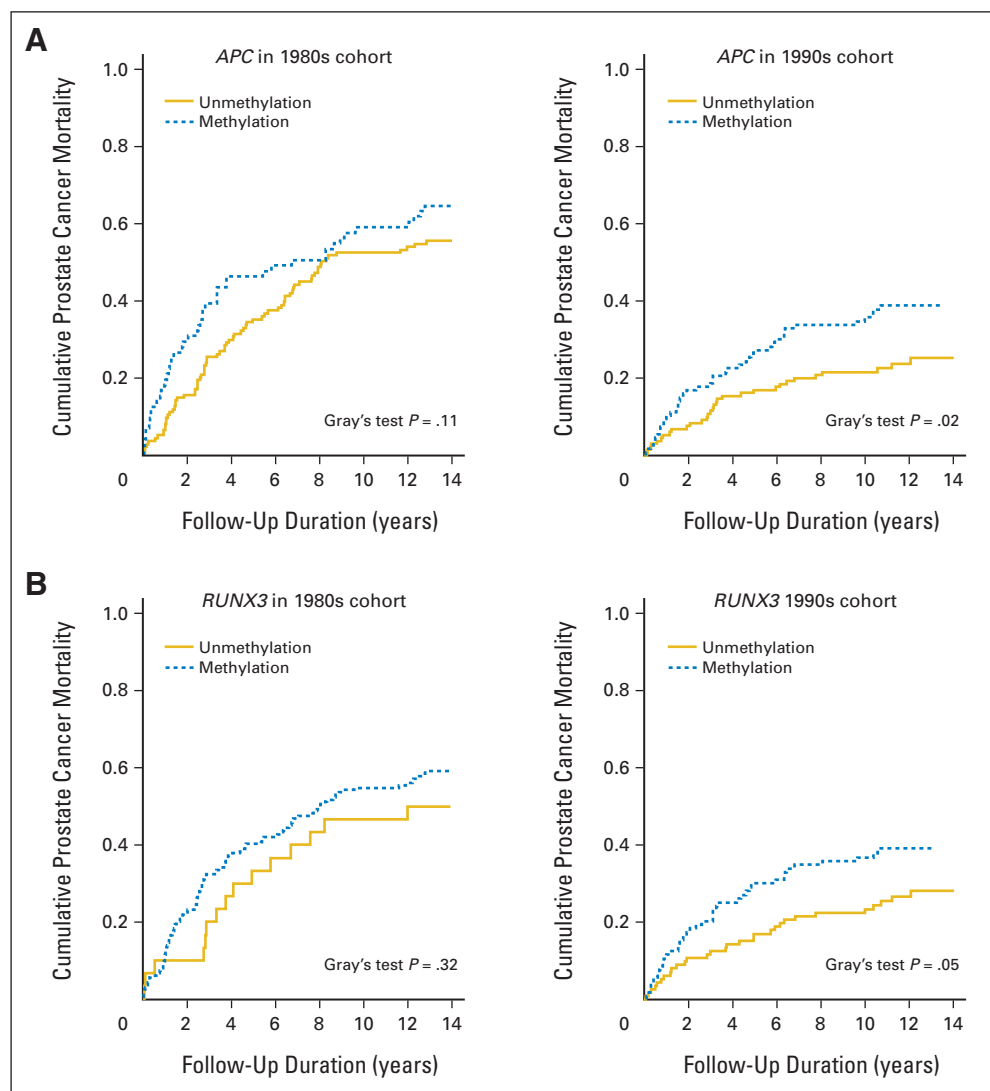 A
APC in 1980s cohort
Unmethylation
Methylation
Cumulative Prostate Cancer Mortality
1.0
0.8
0.6
0.4
0.2
0 2 4 6 8 10 12 14
Gray's test P = .11
Follow-Up Duration (years)
APC in 1990s cohort
Unmethylation
Methylation
Cumulative Prostate Cancer Mortality
1.0
0.8
0.6
0.4
0.2
0 2 4 6 8 10 12 14
Gray's test P = .02
Follow-Up Duration (years)
B
RUNX3 in 1980s cohort
Unmethylation
Methylation
Cumulative Prostate Cancer Mortality
1.0
0.8
0.6
0.4
0.2
0 2 4 6 8 10 12 14
Gray's test P = .32
Follow-Up Duration (years)
RUNX3 1990s cohort
Unmethylation
Methylation
Cumulative Prostate Cancer Mortality
1.0
0.8
0.6
0.4
0.2
0 2 4 6 8 10 12 14
Gray's test P = .05
Follow-Up Duration (years)